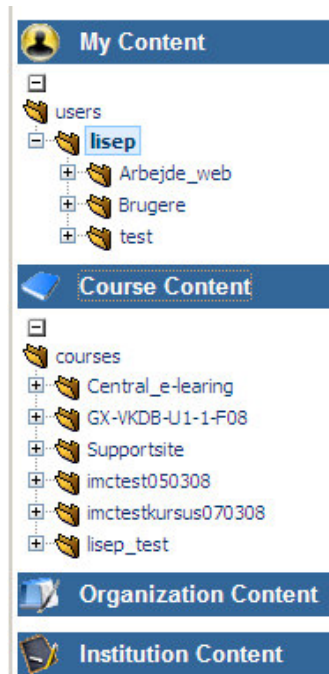 My Content
users
lisep
Arbejde_web
Brugere
test
Course Content
courses
Central_e-learing
GX-VKDB-U1-1-F08
Supportsite
imctest050308
imctestkursus070308
lisep_test
Organization Content
Institution Content